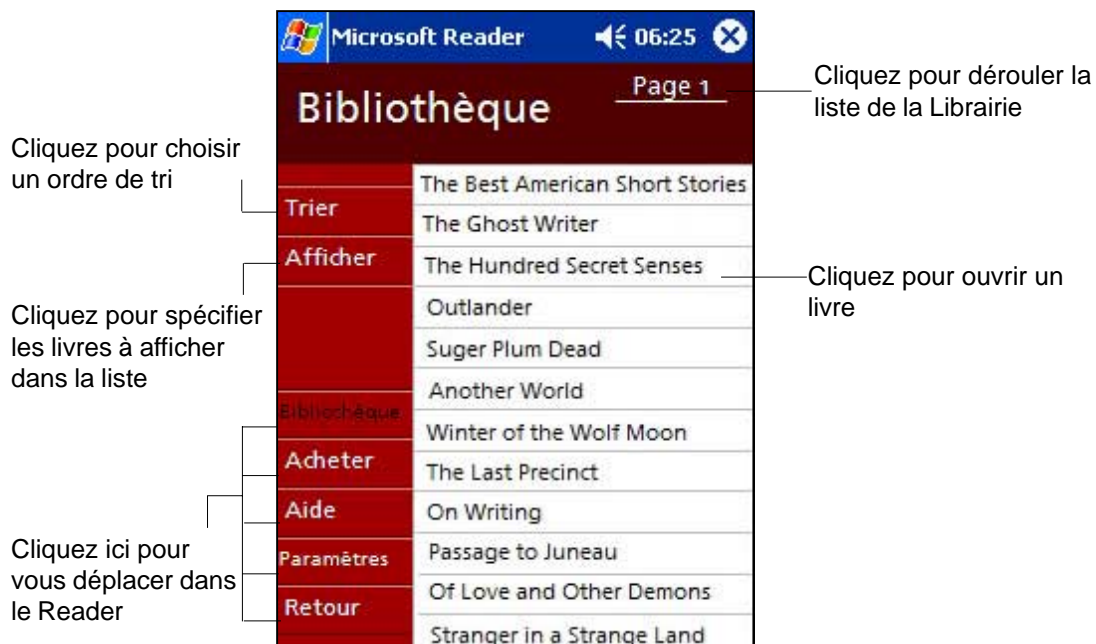 Microsoft Reader 06:25
Bibliothèque
Page 1
Cliquez pour dérouler la
liste de la Librairie
Cliquez pour choisir
un ordre de tri
Trier
Afficher
Cliquez pour spécifier
les livres à afficher
dans la liste
Bibliothèque
Acheter
Aide
Paramètres
Retour
Cliquez ici pour
vous déplacer dans
le Reader
The Best American Short Stories
The Ghost Writer
The Hundred Secret Senses
Outlander
Suger Plum Dead
Another World
Winter of the Wolf Moon
The Last Precinct
On Writing
Passage to Juneau
Of Love and Other Demons
Stranger in a Strange Land
Cliquez pour ouvrir un
livre